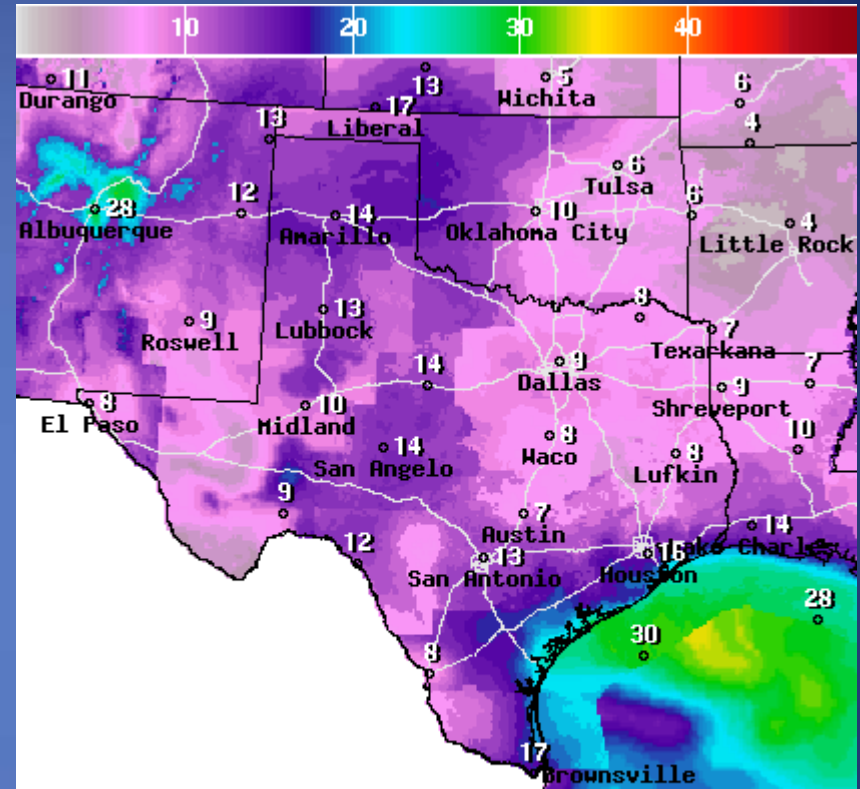 10 20 30 40
11
Durango
13
17
Liberal
5
Wichita
6
4
13
6
Tulsa
28
Albuquerque
12
14
Amarillo
10
Oklahoma City
6
4
Little Rock
9
Roswell
13
Lubbock
8
7
Texarkana
14
9
Dallas
9
Shreveport
7
8
El Paso
10
Midland
14
San Angelo
8
Waco
8
Lufkin
10
9
7
Austin
12
13
San Antonio
16
Houston
14
Lake Charles
8
30
28
17
Brownsville